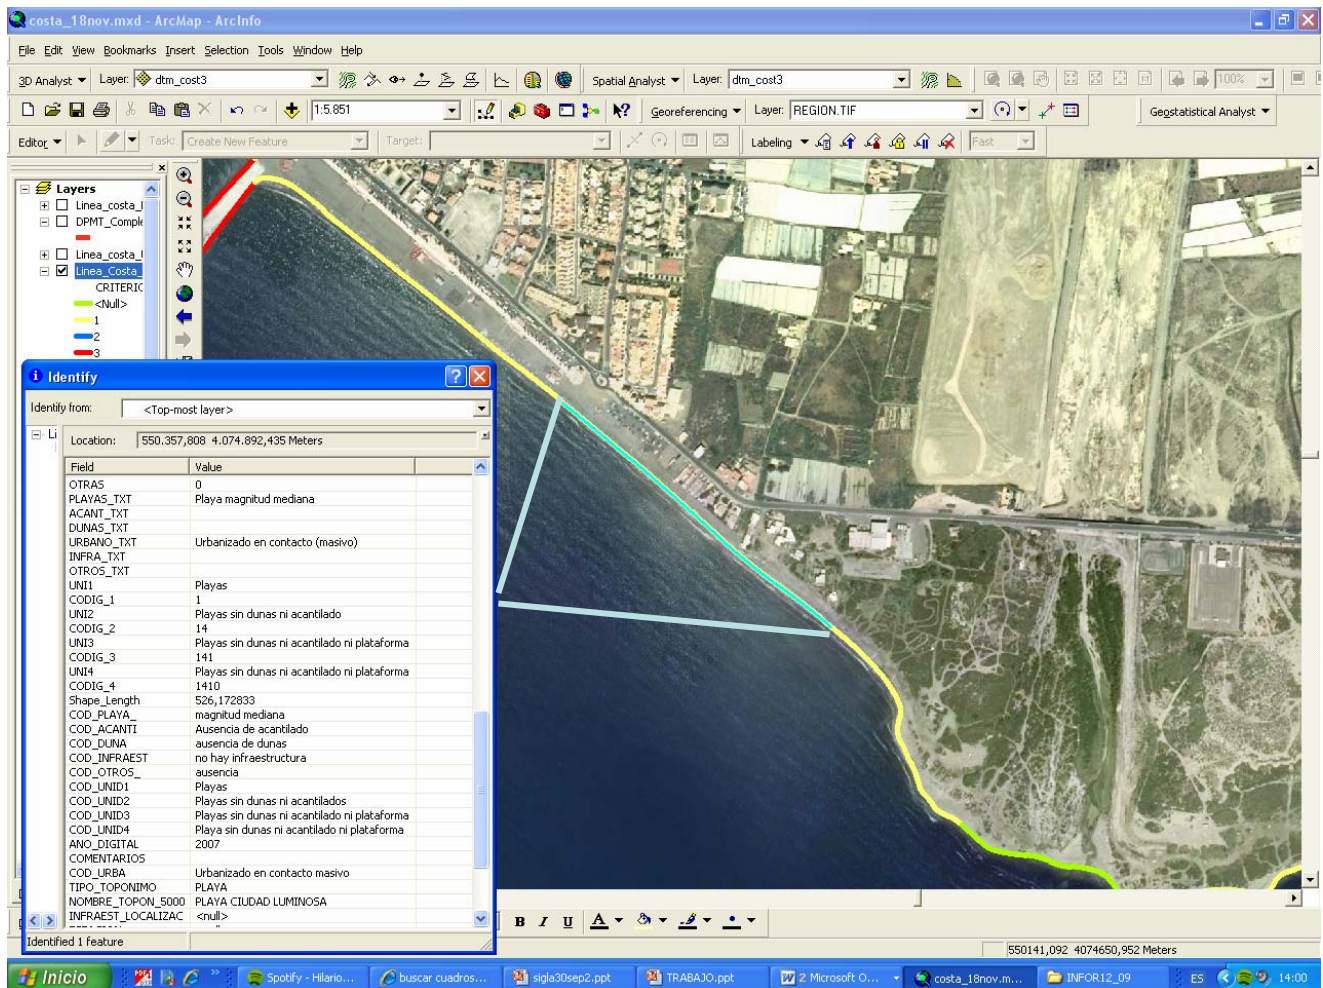 costa_18nov.mxd - ArcMap - ArcInfo
File Edit View Bookmarks Insert Selection Tools Window Help
3D Analyst Layer: dtm_cost3 Spatial Analyst Layer: dtm_cost3 100%
1:5.851 Georeferencing Layer: REGION.TIF Geostatistical Analyst
Editor Task: Create New Feature Target: Labeling Fast
Layers
Linea_costa_
DPMT_Comple
Linea_costa_
Linea_Costa_
CRITERIC
<Null>
1
2
3
Identify
Identify from: <Top-most layer>
Li
Location: 550.357,808 4.074.892,435 Meters
Field Value
OTRAS 0
PLAYAS_TXT Playa magnitud mediana
ACANT_TXT
DUNAS_TXT
URBANO_TXT Urbanizado en contacto (masivo)
INFRA_TXT
OTROS_TXT
UNI1 Playas
CODIG_1 1
UNI2 Playas sin dunas ni acantilado
CODIG_2 14
UNI3 Playas sin dunas ni acantilado ni plataforma
CODIG_3 141
UNI4 Playas sin dunas ni acantilado ni plataforma
CODIG_4 1410
Shape_Length 526,172833
COD_PLAYA_ magnitud mediana
COD_ACANTI Ausencia de acantilado
COD_DUNA ausencia de dunas
COD_INFRAEST no hay infraestructura
COD_OTROS_ ausencia
COD_UNID1 Playas
COD_UNID2 Playas sin dunas ni acantilados
COD_UNID3 Playas sin dunas ni acantilado ni plataforma
COD_UNID4 Playa sin dunas ni acantilado ni plataforma
ANO_DIGITAL 2007
COMENTARIOS
COD_URBA Urbanizado en contacto masivo
TIPO_TOPONIMO PLAYA
NOMBRE_TOPON_5000 PLAYA CIUDAD LUMINOSA
INFRAEST_LOCALIZAC <null>
Identified 1 feature
B I U A
550141,092 4074650,952 Meters
Inicio Spotify - Hilario... buscar cuadros... sigla30sep2.ppt TRABAJO.ppt 2 Microsoft O... costa_18nov.m... INFOR12_09 ES 14:00